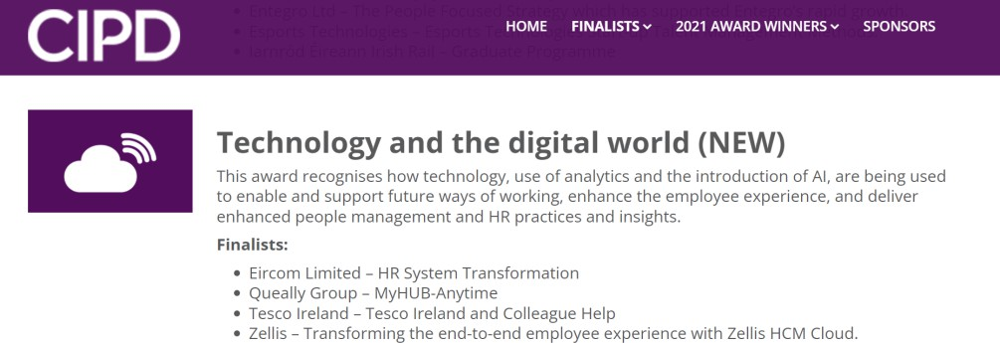 Entegro Ltd – The People Focused Strategy which has supported Entegro's rapid growth
CIPD
HOME FINALISTS 2021 AWARD WINNERS SPONSORS
Esports Technologies – Esports
Iarnród Éireann Irish Rail – Graduate Programme
Technology and the digital world (NEW)
This award recognises how technology, use of analytics and the introduction of AI, are being used
to enable and support future ways of working, enhance the employee experience, and deliver
enhanced people management and HR practices and insights.
Finalists:
Eircom Limited – HR System Transformation
Queally Group – MyHUB-Anytime
Tesco Ireland – Tesco Ireland and Colleague Help
Zellis – Transforming the end-to-end employee experience with Zellis HCM Cloud.